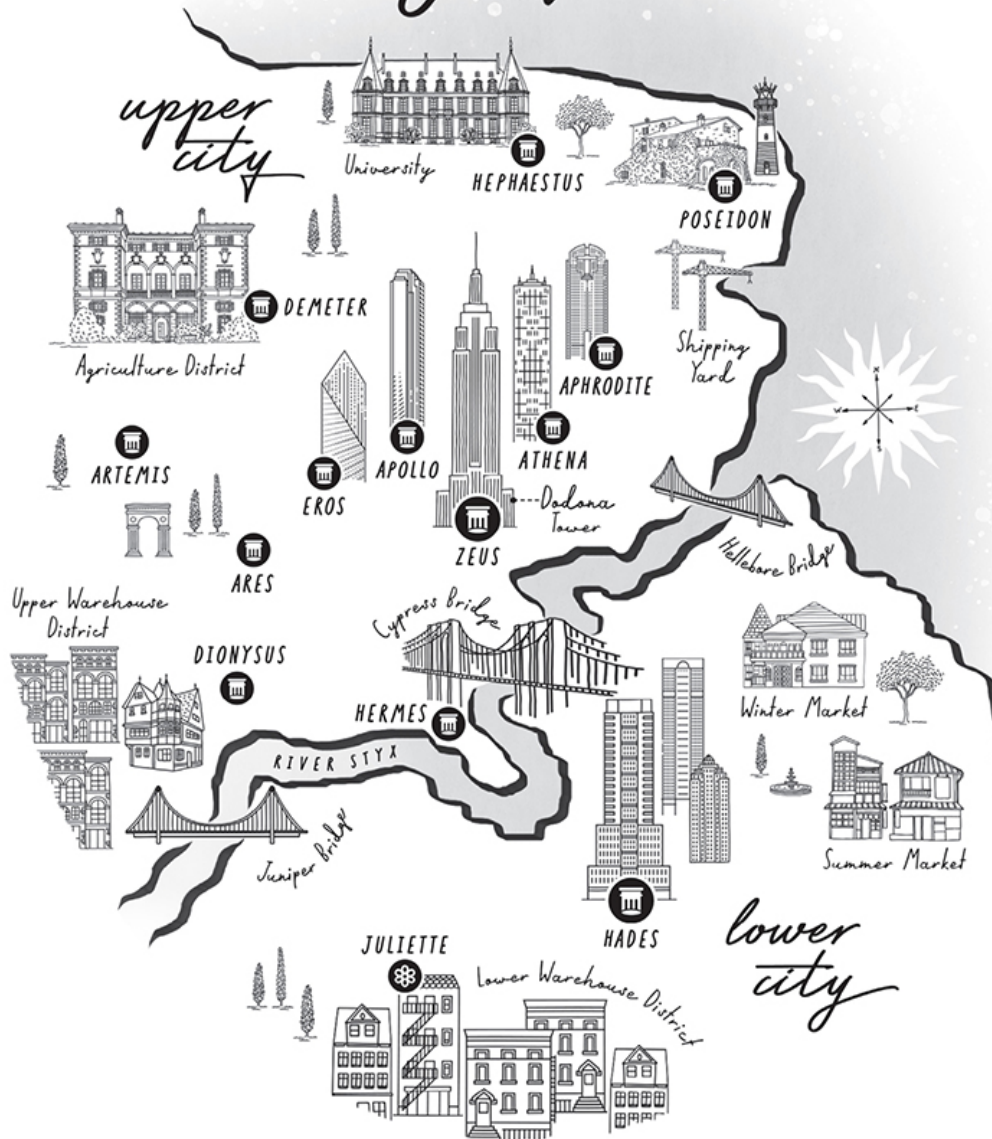 upper
city
University
HEPHAESTUS
POSEIDON
DEMETER
Agriculture District
Shipping
Yard
APHRODITE
N
W
E
S
ARTEMIS
APOLLO
ATHENA
EROS
Dodona
Tower
ZEUS
ARES
Hellebore Bridge
Upper Warehouse
District
Cypress Bridge
DIONYSUS
HERMES
Winter Market
RIVER STYX
Juniper Bridge
Summer Market
HADES
lower
city
JULIETTE
Lower Warehouse District